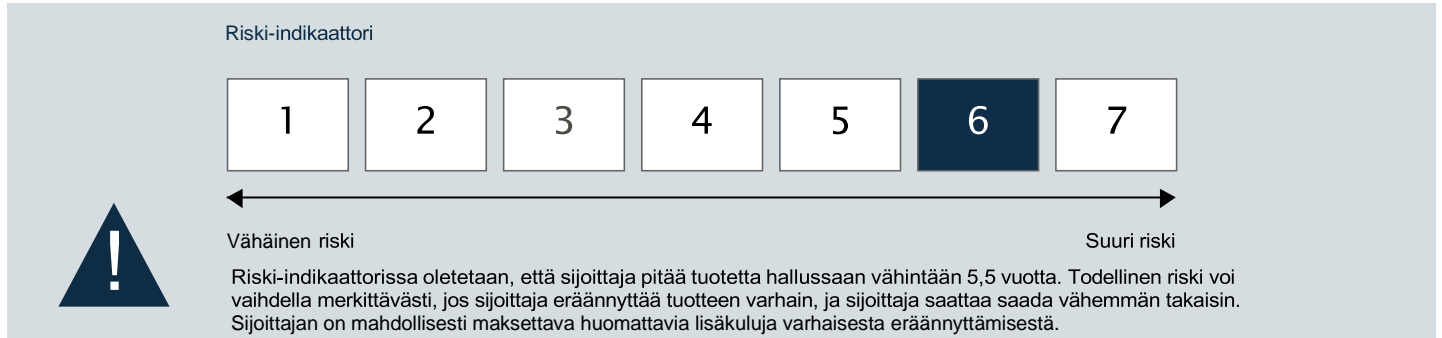 Riski-indikaattori
1 2 3 4 5 6 7
Vähäinen riski Suuri riski
!
Riski-indikaattorissa oletetaan, että sijoittaja pitää tuotetta hallussaan vähintään 5,5 vuotta. Todellinen riski voi
vaihdella merkittävästi, jos sijoittaja eräännyttää tuotteen varhain, ja sijoittaja saattaa saada vähemmän takaisin.
Sijoittajan on mahdollisesti maksettava huomattavia lisäkuluja varhaisesta eräännyttämisestä.